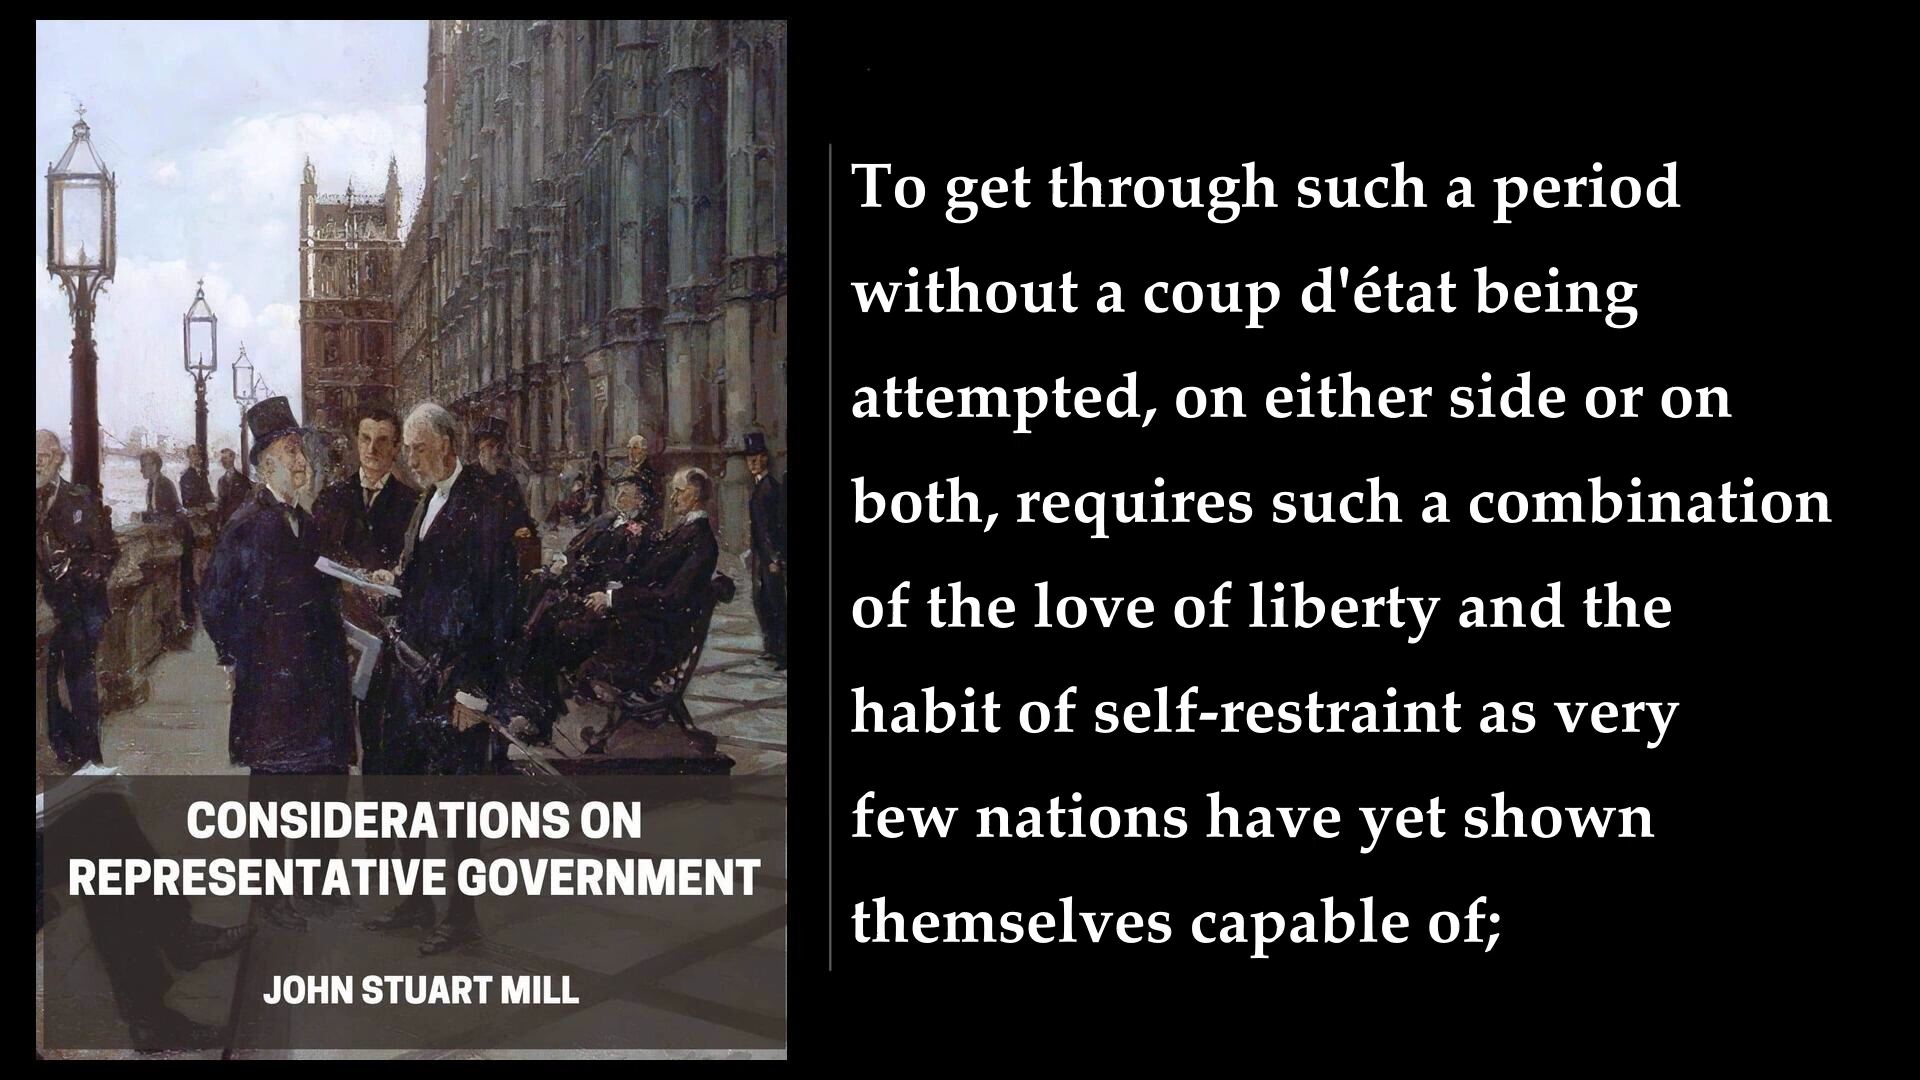 CONSIDERATIONS ON
REPRESENTATIVE GOVERNMENT
JOHN STUART MILL
To get through such a period
without a coup d'état being
attempted, on either side or on
both, requires such a combination
of the love of liberty and the
habit of self-restraint as very
few nations have yet shown
themselves capable of;